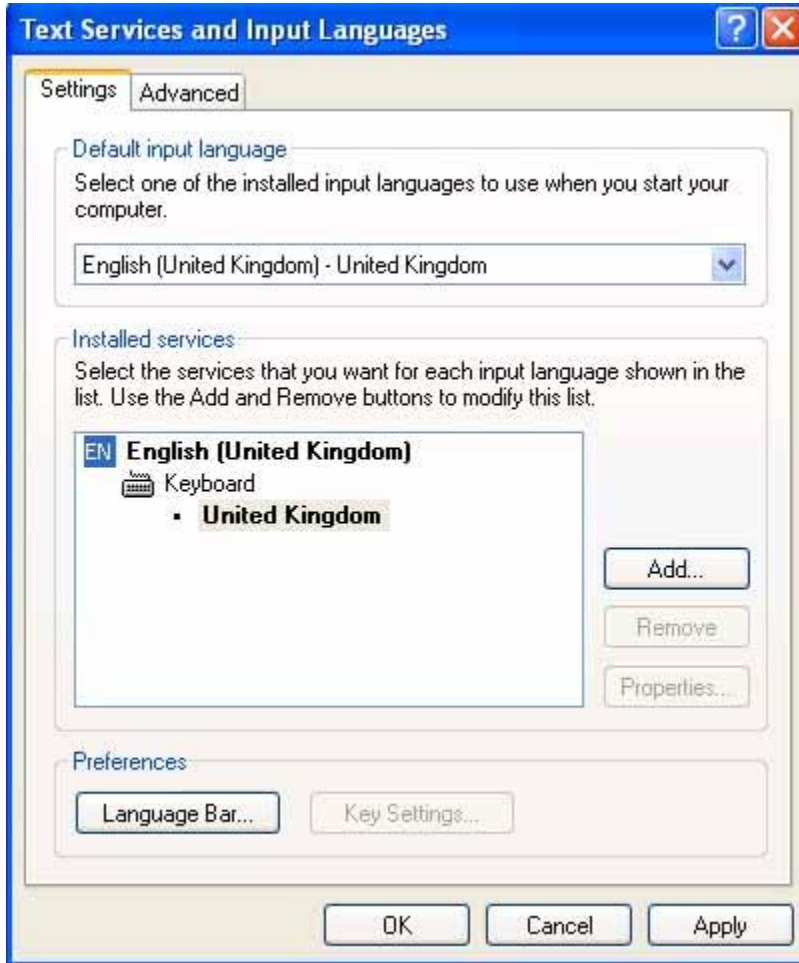 Text Services and Input Languages
Settings
Advanced
Default input language
Select one of the installed input languages to use when you start your
computer.
English (United Kingdom) - United Kingdom
Installed services
Select the services that you want for each input language shown in the
list. Use the Add and Remove buttons to modify this list.
EN English (United Kingdom)
Keyboard
United Kingdom
Add...
Remove
Properties...
Preferences
Language Bar...
Key Settings...
OK
Cancel
Apply